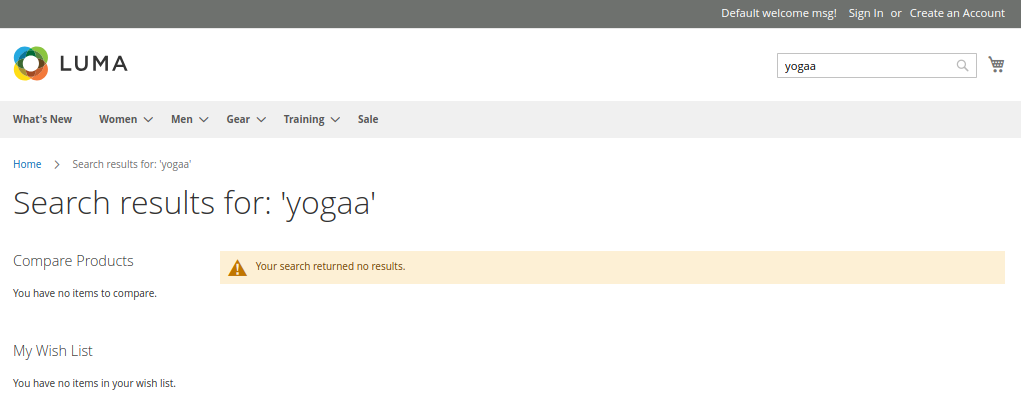 Default welcome msg! Sign In or Create an Account
LUMA
yogaa
What's New Women Men Gear Training Sale
Home Search results for: 'yogaa'
Search results for: 'yogaa'
Compare Products
Your search returned no results.
You have no items to compare.
My Wish List
You have no items in your wish list.